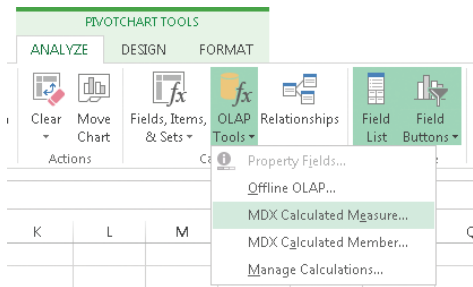 PIVOTCHART TOOLS
ANALYZE DESIGN FORMAT
Clear Move Chart Fields, Items, & Sets OLAP Tools Relationships Field List Field Buttons
Actions Ca
Property Fields...
Offline OLAP...
MDX Calculated Measure...
MDX Calculated Member...
Manage Calculations...
K L M